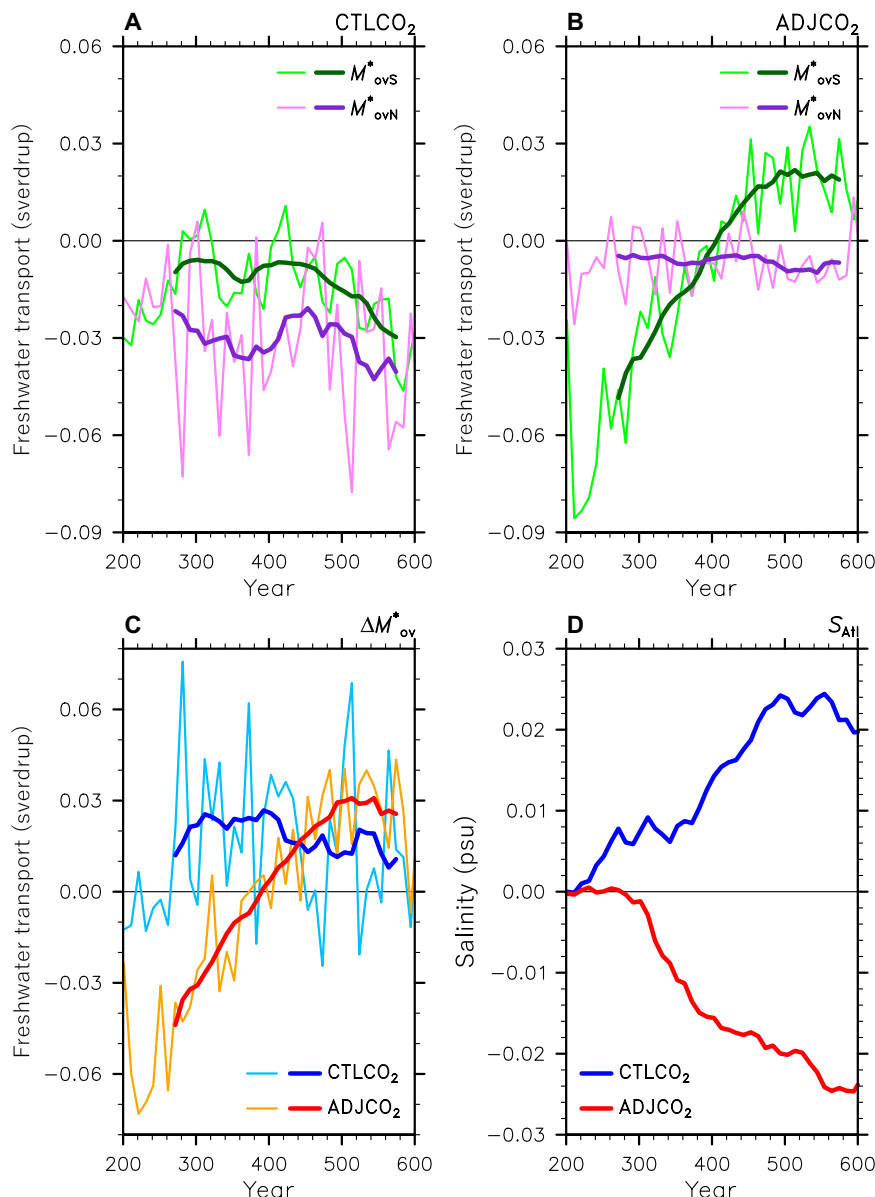 A CTLCO₂
0.06
0.03
0.00
−0.03
−0.06
−0.09
Freshwater transport (sverdrup)
M*ovS
M*ovN
200 300 400 500 600
Year
B ADJCO₂
0.06
0.03
0.00
−0.03
−0.06
−0.09
Freshwater transport (sverdrup)
M*ovS
M*ovN
200 300 400 500 600
Year
C ΔM*ov
0.06
0.03
0.00
−0.03
−0.06
Freshwater transport (sverdrup)
CTLCO₂
ADJCO₂
200 300 400 500 600
Year
D SAtl
0.03
0.02
0.01
0.00
−0.01
−0.02
−0.03
Salinity (psu)
CTLCO₂
ADJCO₂
200 300 400 500 600
Year